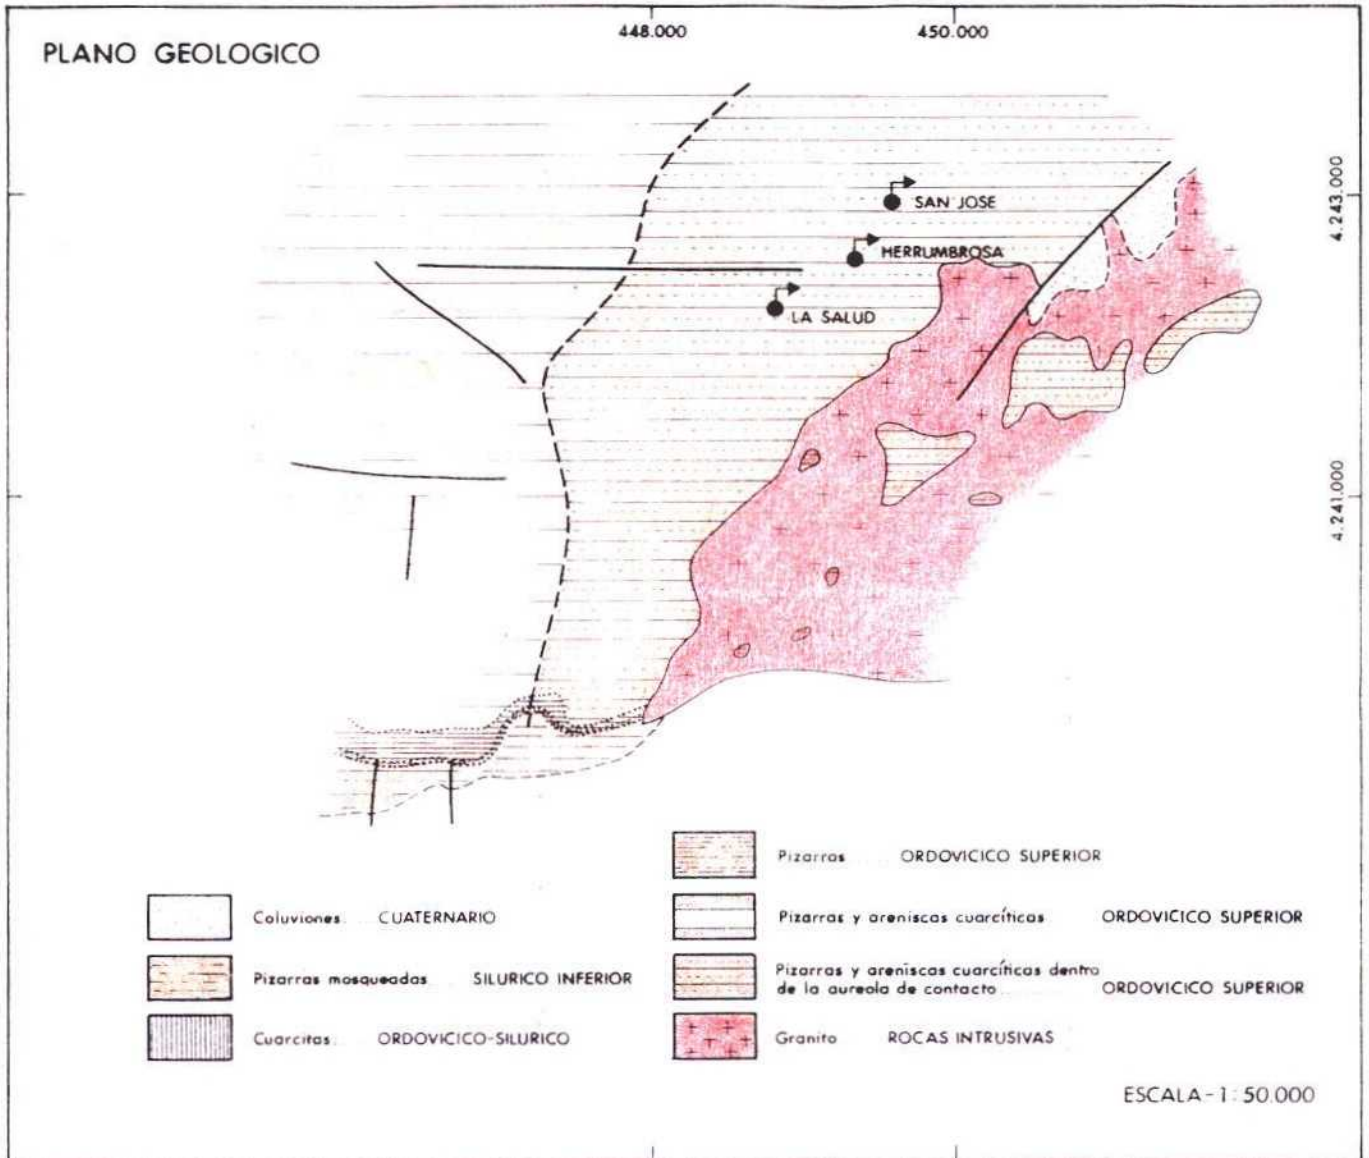 448.000
450.000
PLANO GEOLOGICO
4.243.000
SAN JOSE
HERRUMBROSA
LA SALUD
4.241.000
Pizarras ORDOVICICO SUPERIOR
Coluviones CUATERNARIO
Pizarras y areniscas cuarcíticas ORDOVICICO SUPERIOR
Pizarras mosqueadas SILURICO INFERIOR
Pizarras y areniscas cuarcíticas dentro
de la aureola de contacto ORDOVICICO SUPERIOR
Cuarcitas. ORDOVICICO-SILURICO
Granito ROCAS INTRUSIVAS
ESCALA-1:50.000